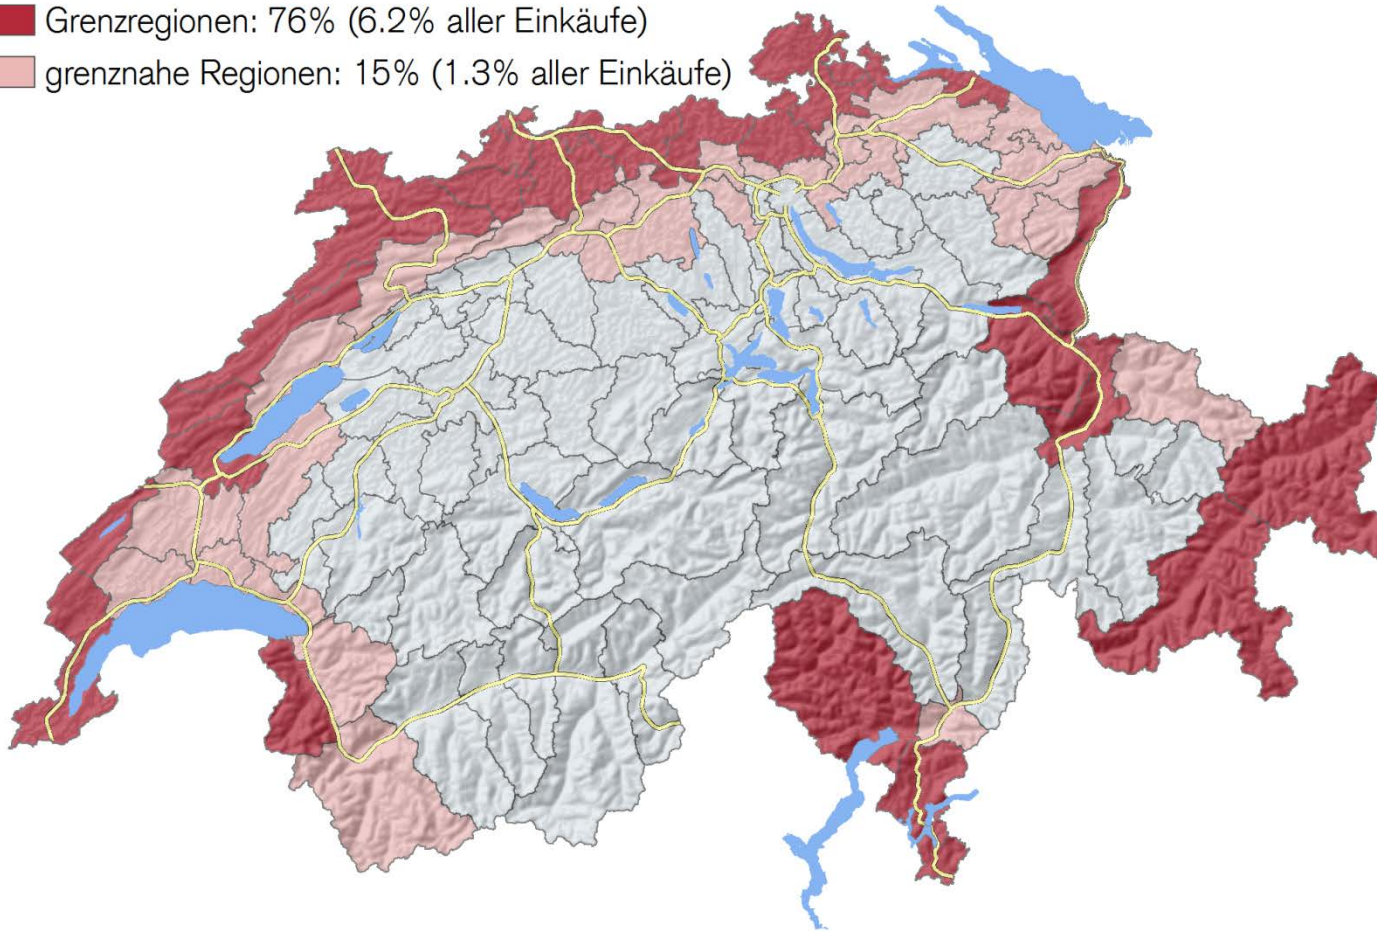 Grenzregionen: 76% (6.2% aller Einkäufe)
grenznahe Regionen: 15% (1.3% aller Einkäufe)